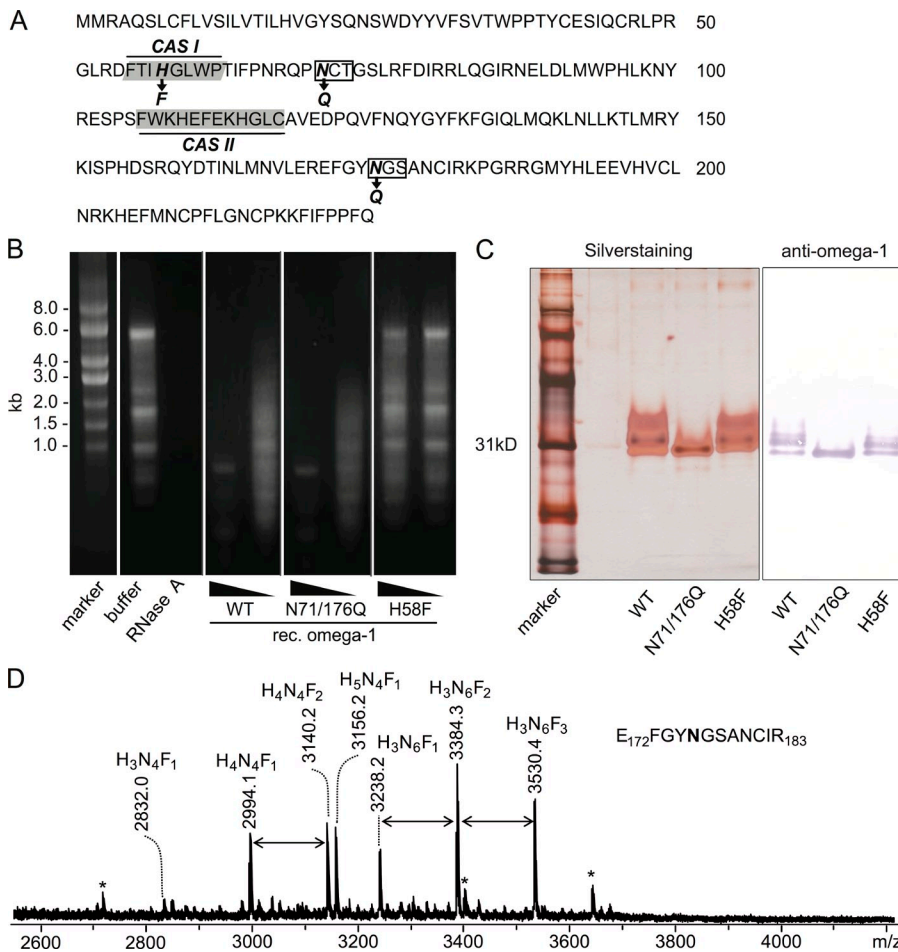 A
MMRAQSLCFLVSILVTILHVGYSQNSWDYYVFSVTWPPTYCESIQCRLPR 50
CAS I
GLRDFTIHGLWPTIFPNRQPNCTGSLRFDIRRLQGIRNELDLMWPHLKNY 100
F Q
RESPSFWKHEFEKHGLCAVEDPQVFNQYGYFKFGIQLMQKLNLLKTLMRY 150
CAS II
KISPHDSRQYDTINLMNVLEREFGYNGSANCIRKPGRRGMYHLEEVHVCL 200
Q
NRKHEFMNCPFLGNCPKKFIFPPFQ
B
kb
8.0
6.0
4.0
3.0
2.0
1.5
1.0
marker
buffer
RNase A
WT N71/176Q H58F
rec. omega-1
C
Silverstaining anti-omega-1
31kD
marker
WT
N71/176Q
H58F
WT
N71/176Q
H58F
D
H3N4F1
2832.0
H4N4F1
2994.1
H4N4F2
3140.2
H5N4F1
3156.2
H3N6F1
3238.2
H3N6F2
3384.3
H3N6F3
3530.4
E172FGYNGSANCIR183
* * *
2600 2800 3000 3200 3400 3600 3800 4000 m/z